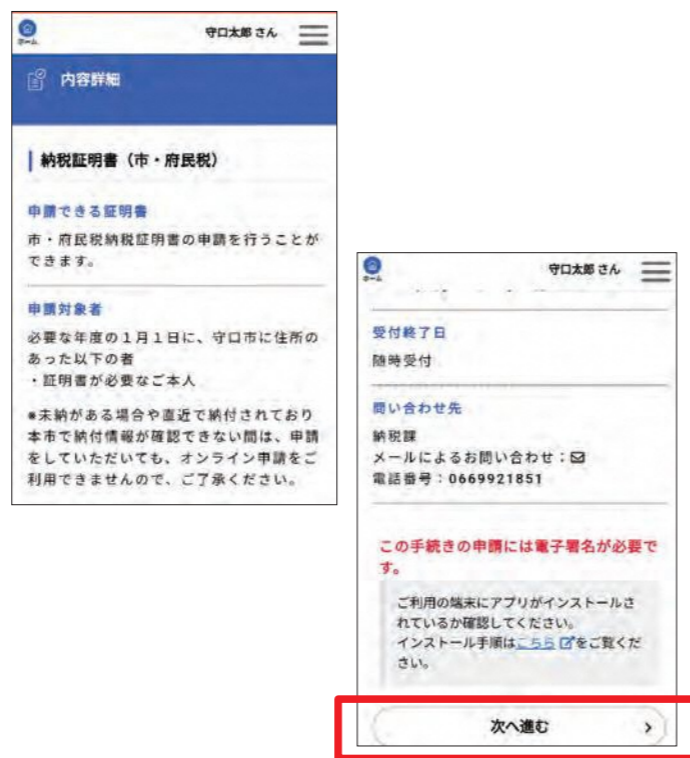 ホーム
守口太郎 さん
内容詳細
納税証明書（市・府民税）
申請できる証明書
市・府民税納税証明書の申請を行うことが
できます。
申請対象者
必要な年度の１月１日に、守口市に住所の
あった以下の者
・証明書が必要なご本人
*未納がある場合や直近で納付されており
本市で納付情報が確認できない間は、申請
をしていただいても、オンライン申請をご
利用できませんので、ご了承ください。
ホーム
守口太郎 さん
受付終了日
随時受付
問い合わせ先
納税課
メールによるお問い合わせ：
電話番号：0669921851
この手続きの申請には電子署名が必要で
す。
ご利用の端末にアプリがインストールさ
れているか確認してください。
インストール手順はこちらをご覧くだ
さい。
次へ進む